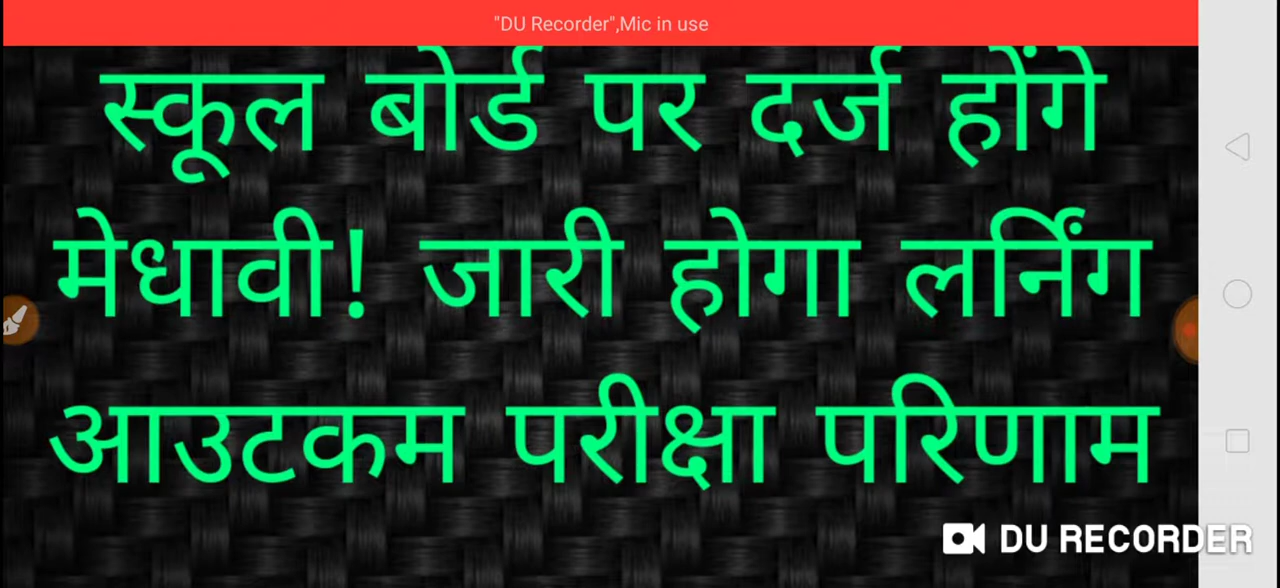 "DU Recorder",Mic in use
स्कूल बोर्ड पर दर्ज होंगे
मेधावी! जारी होगा लर्निंग
आउटकम परीक्षा परिणाम
DU RECORDER